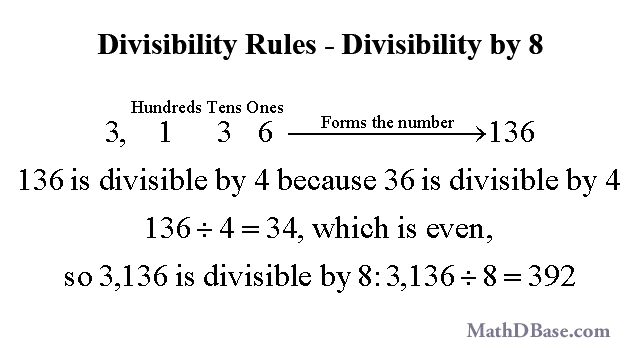 Divisibility Rules - Divisibility by 8
Hundreds Tens Ones
3, 1 3 6 Forms the number 136
136 is divisible by 4 because 36 is divisible by 4
136 ÷ 4 = 34, which is even,
so 3,136 is divisible by 8: 3,136 ÷ 8 = 392
MathDBase.com